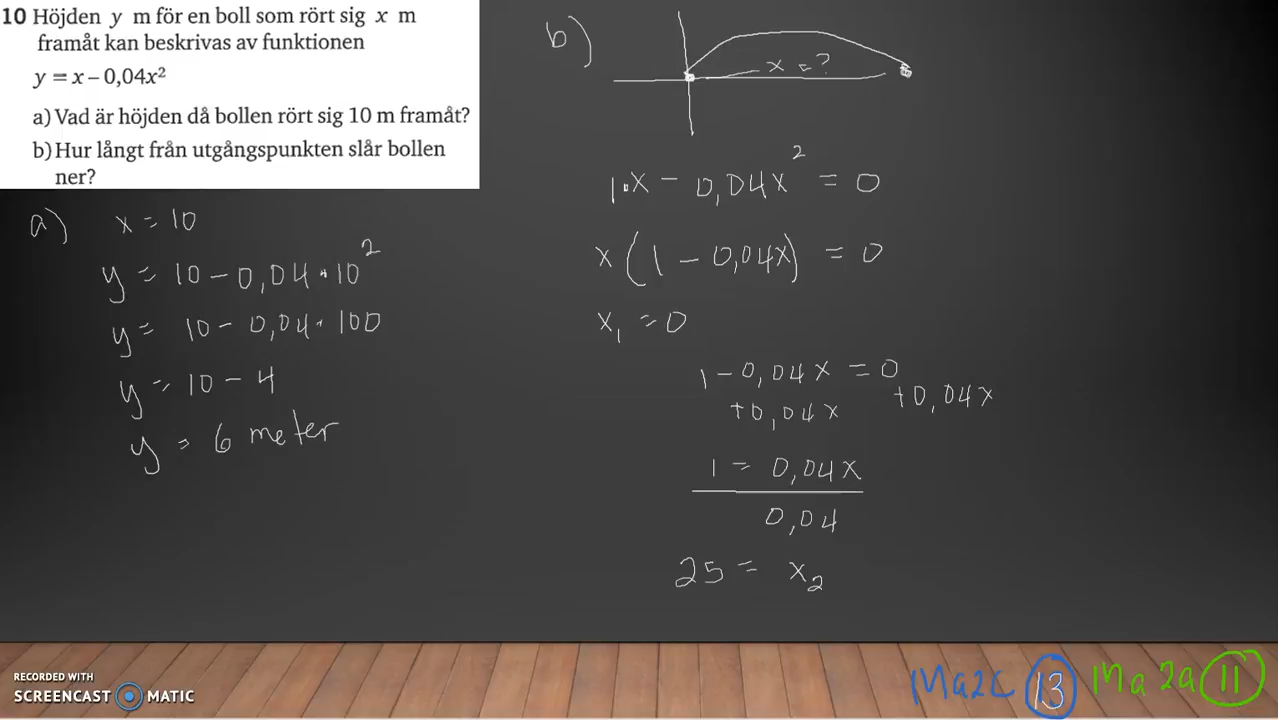 10 Höjden y m för en boll som rört sig x m
framåt kan beskrivas av funktionen
y = x – 0,04x²
a) Vad är höjden då bollen rört sig 10 m framåt?
b) Hur långt från utgångspunkten slår bollen
ner?
a) x = 10
y = 10 - 0,04 · 10²
y = 10 - 0,04 · 100
y = 10 - 4
y = 6 meter
b)
x = ?
1·x - 0,04x² = 0
x(1 - 0,04x) = 0
x₁ = 0
1 - 0,04x = 0
+0,04x +0,04x
1 = 0,04x
0,04
25 = x₂
RECORDED WITH
SCREENCAST MATIC
Ma2c 13 Ma 2a 11